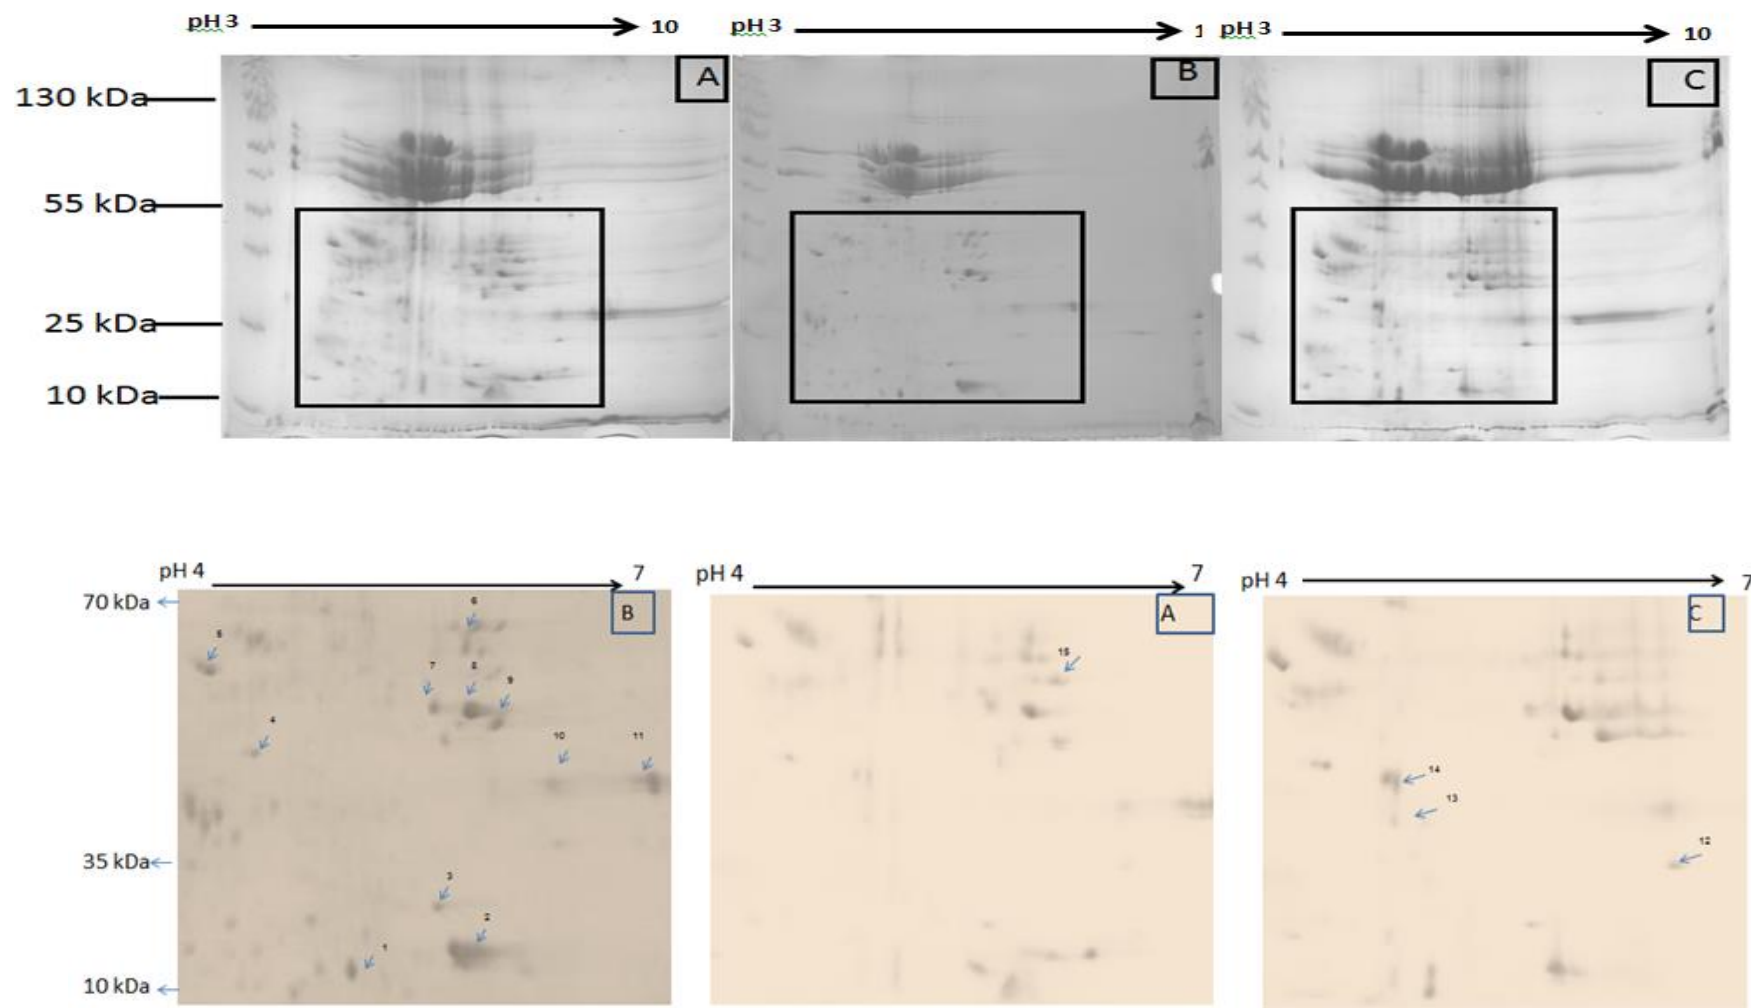 pH 3 10 pH 3 1 pH 3 10
A B C
130 kDa
55 kDa
25 kDa
10 kDa
pH 4 7 pH 4 7 pH 4 7
70 kDa
B A C
6
5
15
7 8
9
4
10 11
14
13
35 kDa
12
3
2
1
10 kDa